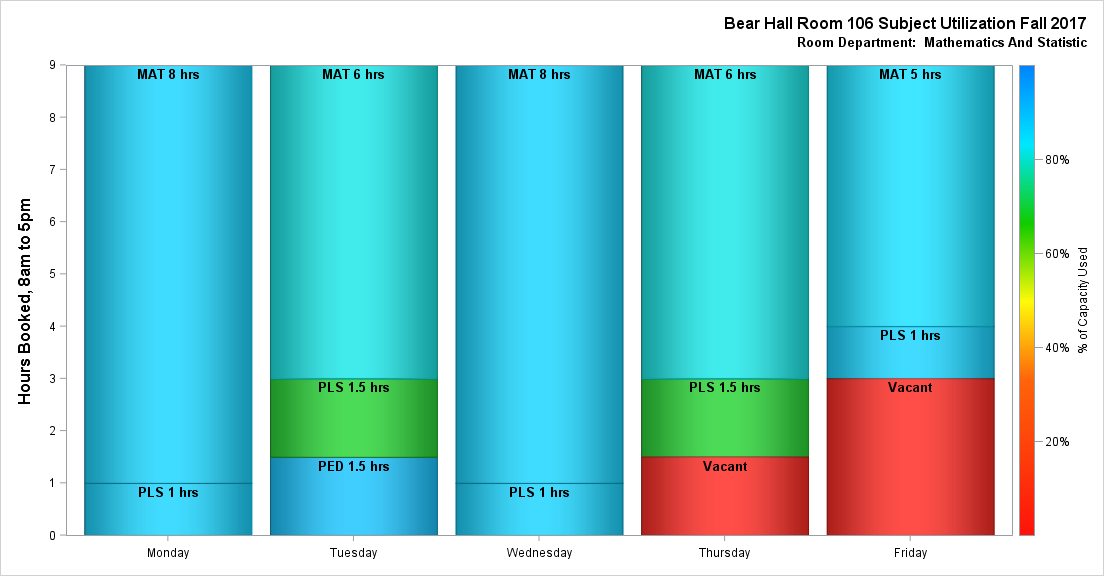 Bear Hall Room 106 Subject Utilization Fall 2017
Room Department: Mathematics And Statistic
Hours Booked, 8am to 5pm
9
8
7
6
5
4
3
2
1
0
MAT 8 hrs
PLS 1 hrs
MAT 6 hrs
PLS 1.5 hrs
PED 1.5 hrs
MAT 8 hrs
PLS 1 hrs
MAT 6 hrs
PLS 1.5 hrs
Vacant
MAT 5 hrs
PLS 1 hrs
Vacant
Monday
Tuesday
Wednesday
Thursday
Friday
80%
60%
40%
20%
% of Capacity Used